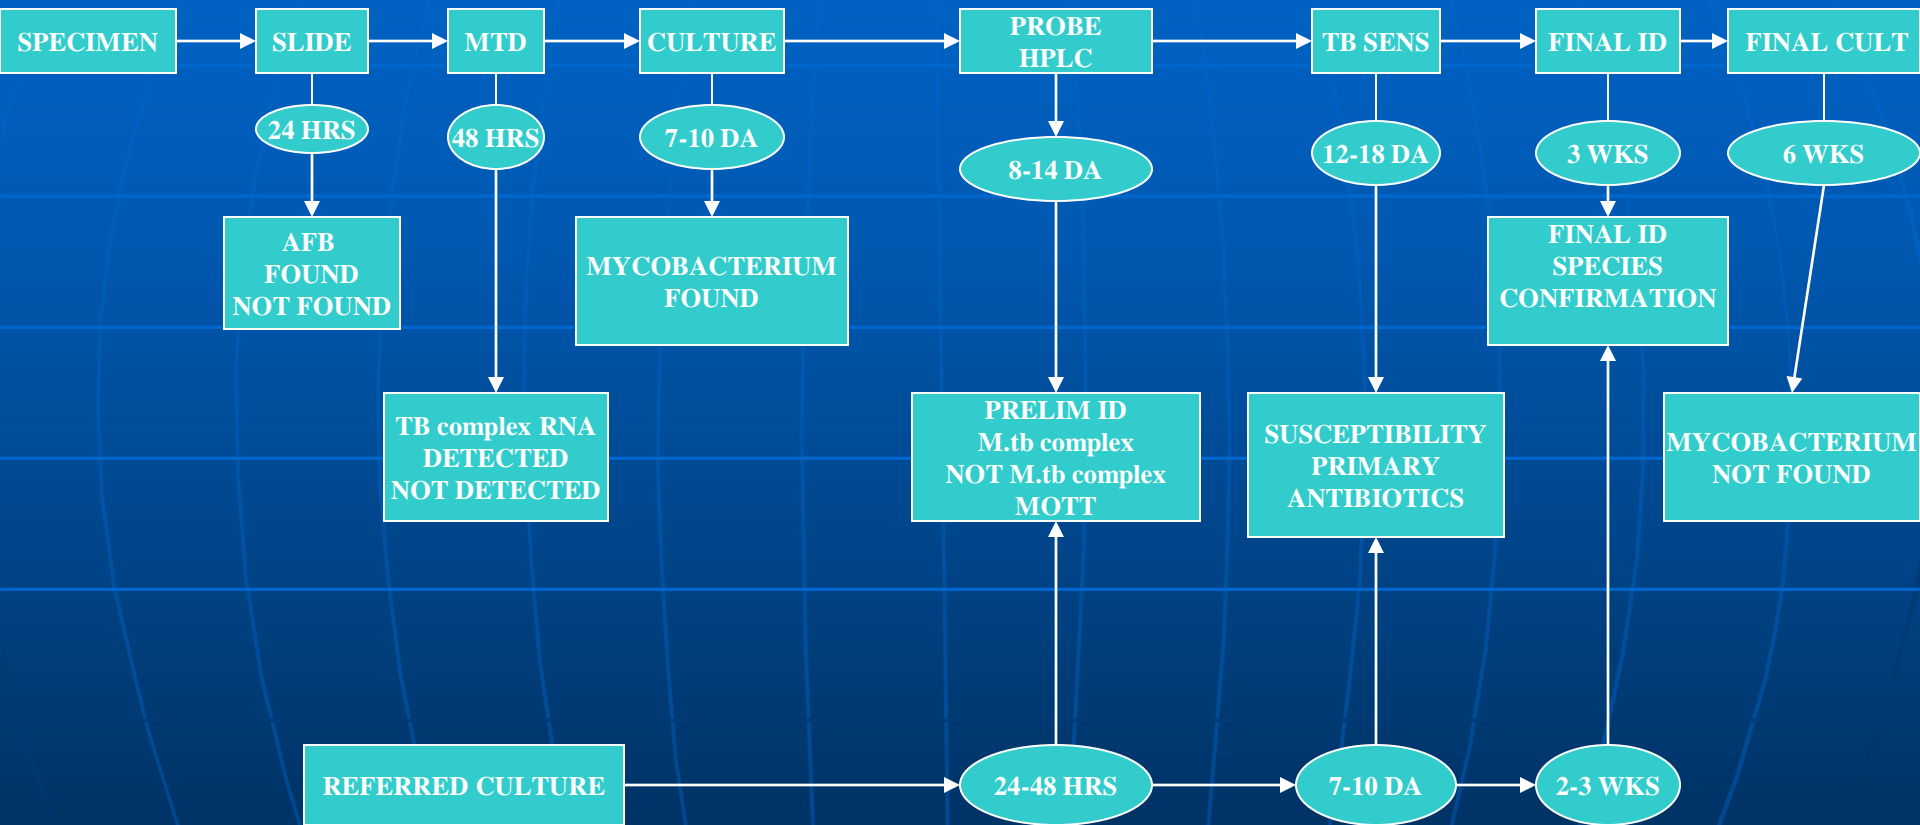 SPECIMEN
SLIDE
MTD
CULTURE
PROBE
HPLC
TB SENS
FINAL ID
FINAL CULT
24 HRS
48 HRS
7-10 DA
8-14 DA
12-18 DA
3 WKS
6 WKS
AFB
FOUND
NOT FOUND
MYCOBACTERIUM
FOUND
FINAL ID
SPECIES
CONFIRMATION
TB complex RNA
DETECTED
NOT DETECTED
PRELIM ID
M.tb complex
NOT M.tb complex
MOTT
SUSCEPTIBILITY
PRIMARY
ANTIBIOTICS
MYCOBACTERIUM
NOT FOUND
REFERRED CULTURE
24-48 HRS
7-10 DA
2-3 WKS